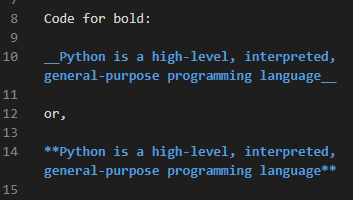 7
8 Code for bold:
9
10 __Python is a high-level, interpreted,
general-purpose programming language__
11
12 or,
13
14 **Python is a high-level, interpreted,
general-purpose programming language**
15